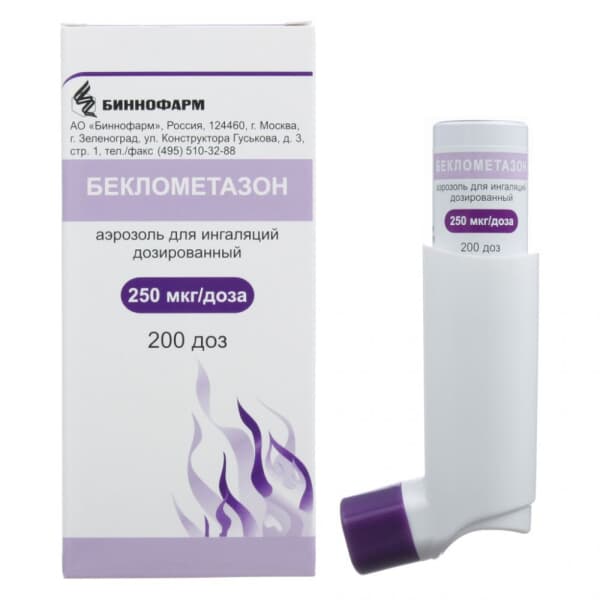 БИННОФАРМ
АО «Биннофарм», Россия, 124460, г. Москва,
г. Зеленоград, ул. Конструктора Гуськова, д. 3,
стр. 1, тел./факс (495) 510-32-88
БЕКЛОМЕТАЗОН
аэрозоль для ингаляций
дозированный
250 мкг/доза
200 доз
БЕКЛОМЕТАЗОН
аэрозоль для ингаляций
дозированный
250 мкг/доза
200 доз